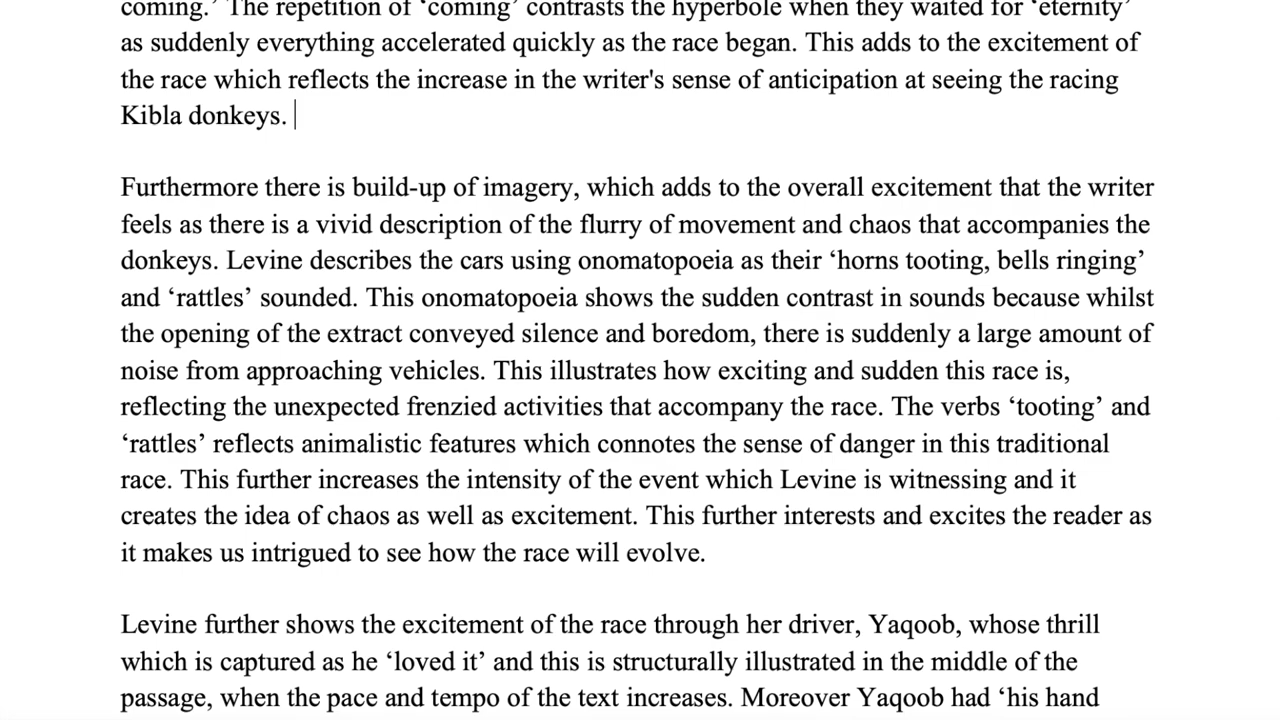 coming.’ The repetition of ‘coming’ contrasts the hyperbole when they waited for ‘eternity’
as suddenly everything accelerated quickly as the race began. This adds to the excitement of
the race which reflects the increase in the writer's sense of anticipation at seeing the racing
Kibla donkeys.
Furthermore there is build-up of imagery, which adds to the overall excitement that the writer
feels as there is a vivid description of the flurry of movement and chaos that accompanies the
donkeys. Levine describes the cars using onomatopoeia as their ‘horns tooting, bells ringing’
and ‘rattles’ sounded. This onomatopoeia shows the sudden contrast in sounds because whilst
the opening of the extract conveyed silence and boredom, there is suddenly a large amount of
noise from approaching vehicles. This illustrates how exciting and sudden this race is,
reflecting the unexpected frenzied activities that accompany the race. The verbs ‘tooting’ and
‘rattles’ reflects animalistic features which connotes the sense of danger in this traditional
race. This further increases the intensity of the event which Levine is witnessing and it
creates the idea of chaos as well as excitement. This further interests and excites the reader as
it makes us intrigued to see how the race will evolve.
Levine further shows the excitement of the race through her driver, Yaqoob, whose thrill
which is captured as he ‘loved it’ and this is structurally illustrated in the middle of the
passage, when the pace and tempo of the text increases. Moreover Yaqoob had ‘his hand